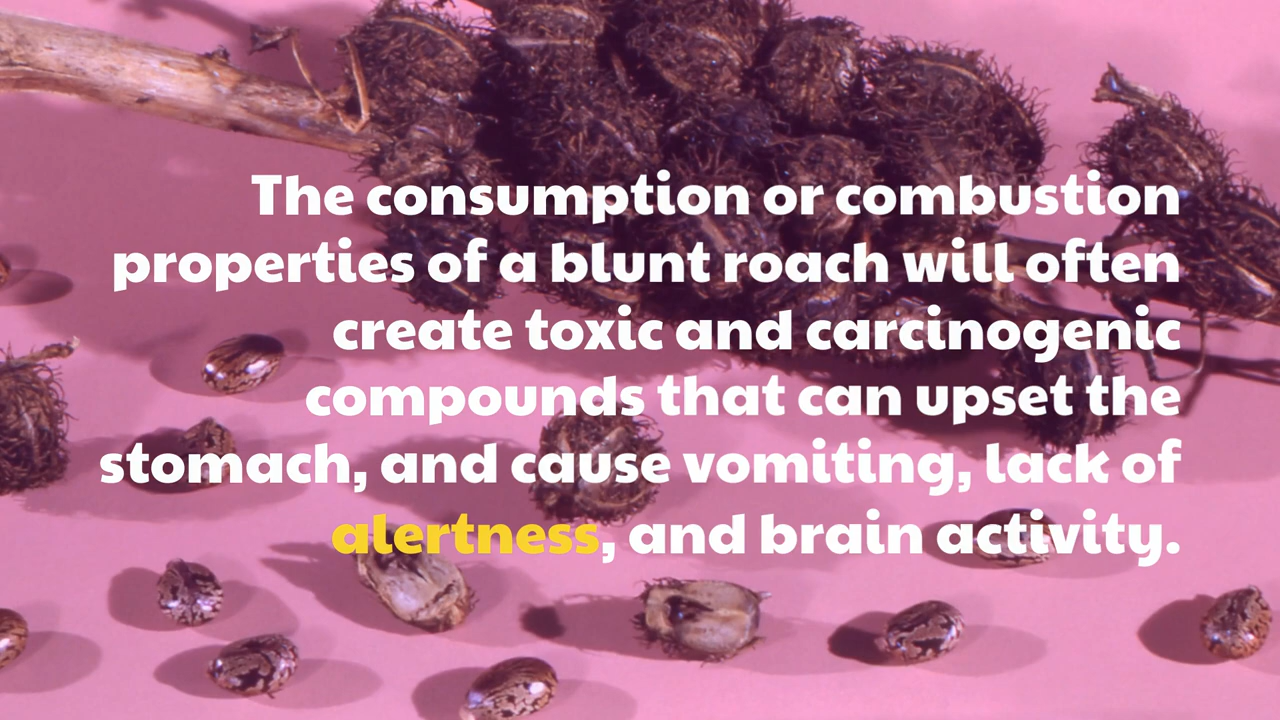 The consumption or combustion
properties of a blunt roach will often
create toxic and carcinogenic
compounds that can upset the
stomach, and cause vomiting, lack of
alertness, and brain activity.